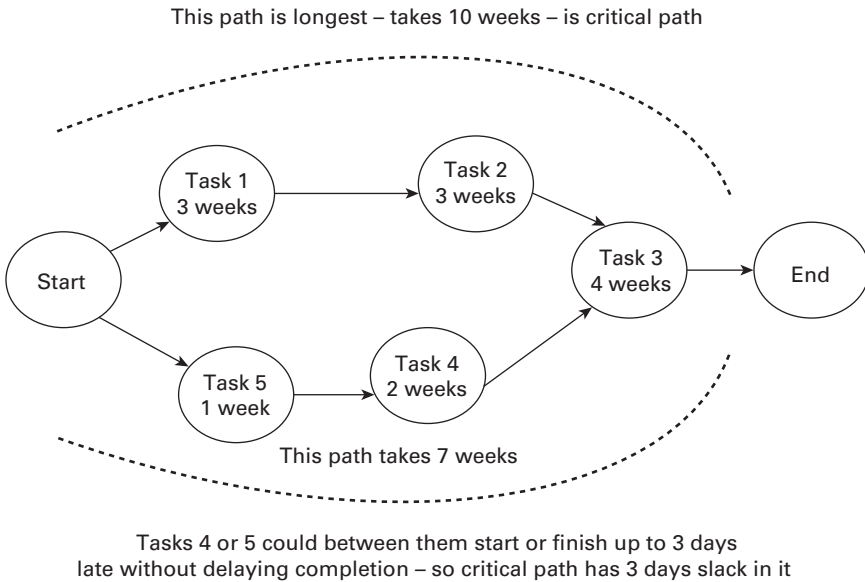 This path is longest – takes 10 weeks – is critical path
Task 1
3 weeks
Task 2
3 weeks
Start
Task 3
4 weeks
End
Task 5
1 week
Task 4
2 weeks
This path takes 7 weeks
Tasks 4 or 5 could between them start or finish up to 3 days
late without delaying completion – so critical path has 3 days slack in it